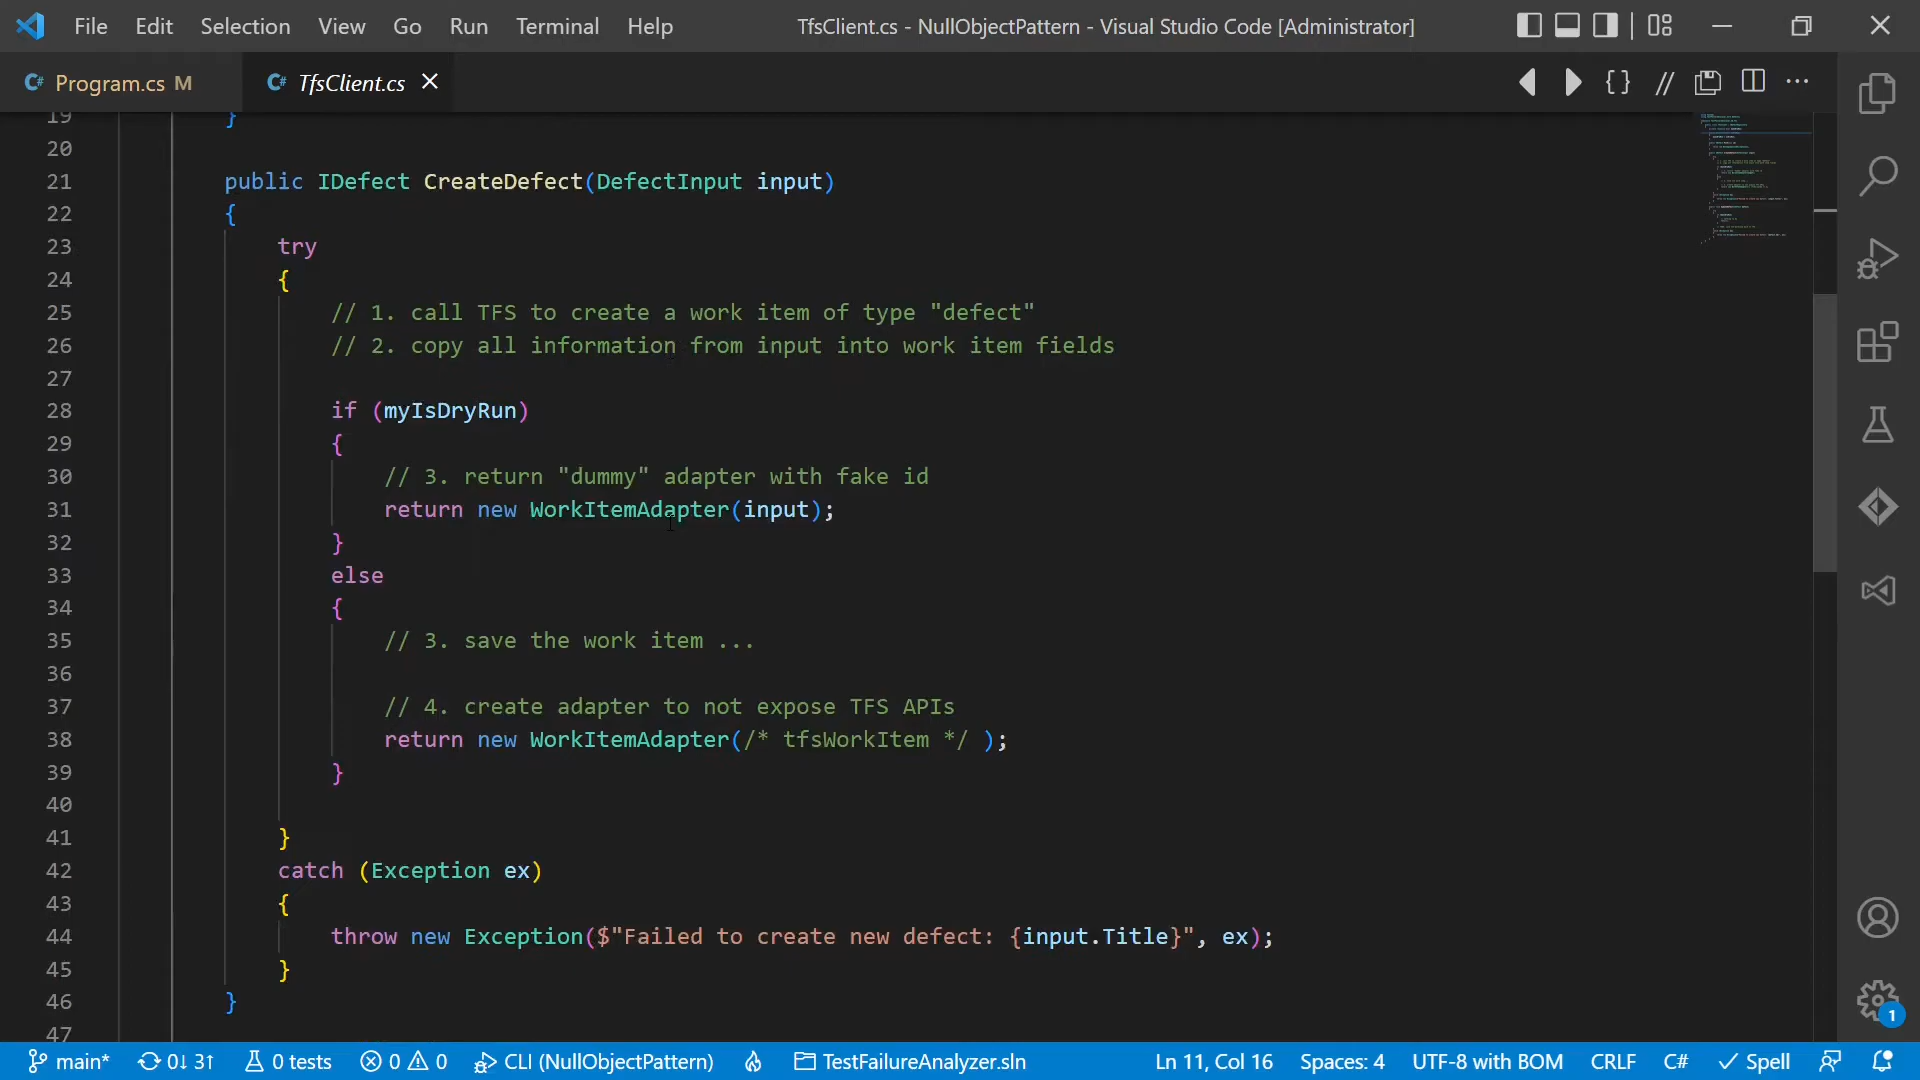 File Edit Selection View Go Run Terminal Help TfsClient.cs - NullObjectPattern - Visual Studio Code [Administrator]
C# Program.cs M C# TfsClient.cs
19 }
20
21 public IDefect CreateDefect(DefectInput input)
22 {
23 try
24 {
25 // 1. call TFS to create a work item of type "defect"
26 // 2. copy all information from input into work item fields
27
28 if (myIsDryRun)
29 {
30 // 3. return "dummy" adapter with fake id
31 return new WorkItemAdapter(input);
32 }
33 else
34 {
35 // 3. save the work item ...
36
37 // 4. create adapter to not expose TFS APIs
38 return new WorkItemAdapter(/* tfsWorkItem */ );
39 }
40
41 }
42 catch (Exception ex)
43 {
44 throw new Exception($"Failed to create new defect: {input.Title}", ex);
45 }
46 }
47
1
main* 0↓ 3↑ 0 tests 0 0 CLI (NullObjectPattern) TestFailureAnalyzer.sln Ln 11, Col 16 Spaces: 4 UTF-8 with BOM CRLF C# Spell